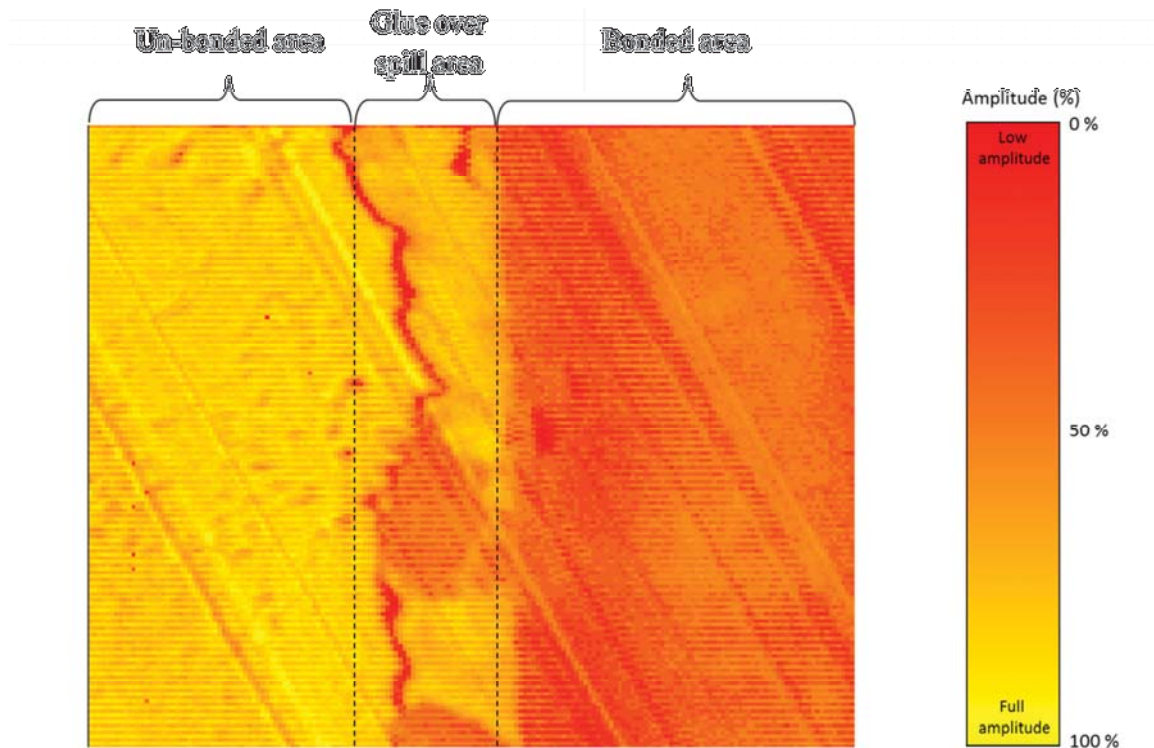 Un-bonded area
Glue over
spill area
Bonded area
Amplitude (%)
0 %
Low
amplitude
50 %
Full
amplitude
100 %